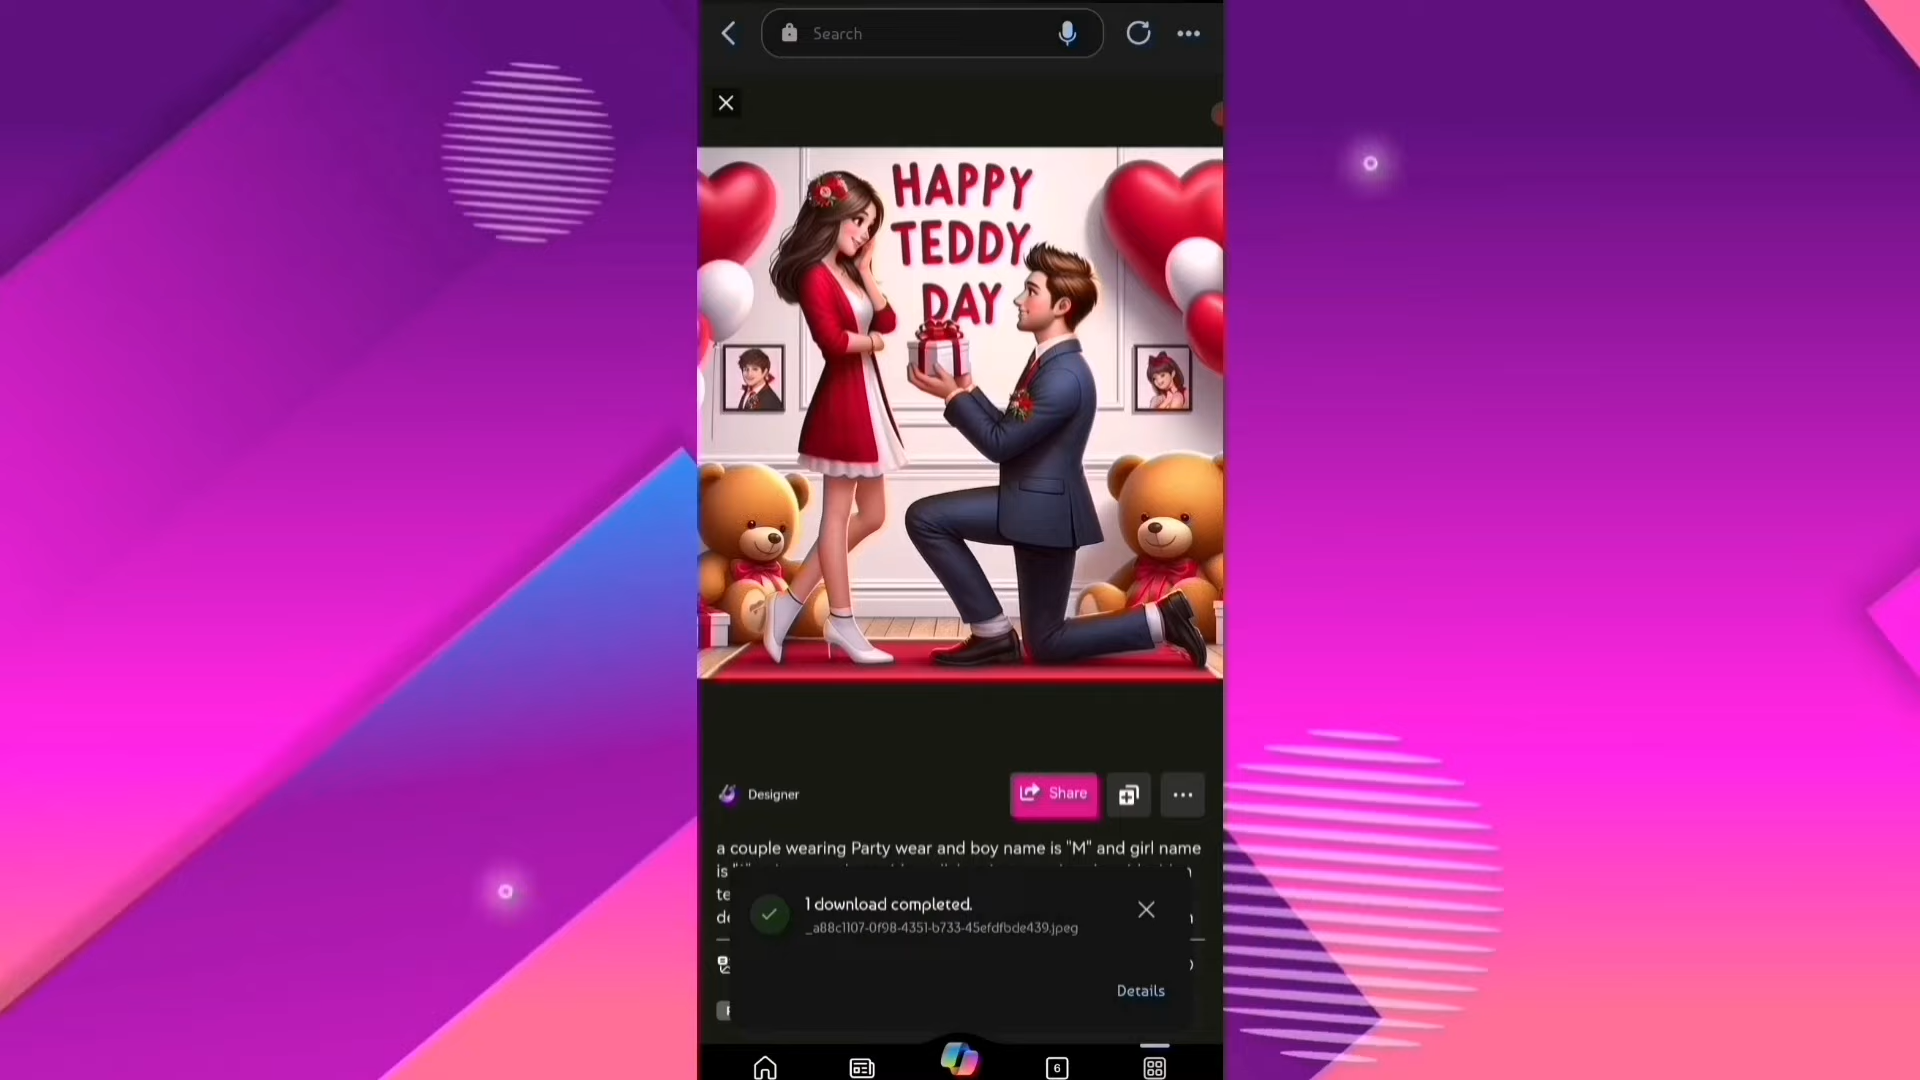 Search
HAPPY
TEDDY
DAY
Designer
Share
a couple wearing Party wear and boy name is "M" and girl name
is
te
1 download completed.
_a88c1107-0f98-4351-b733-45efdfbde439.jpeg
Details
6